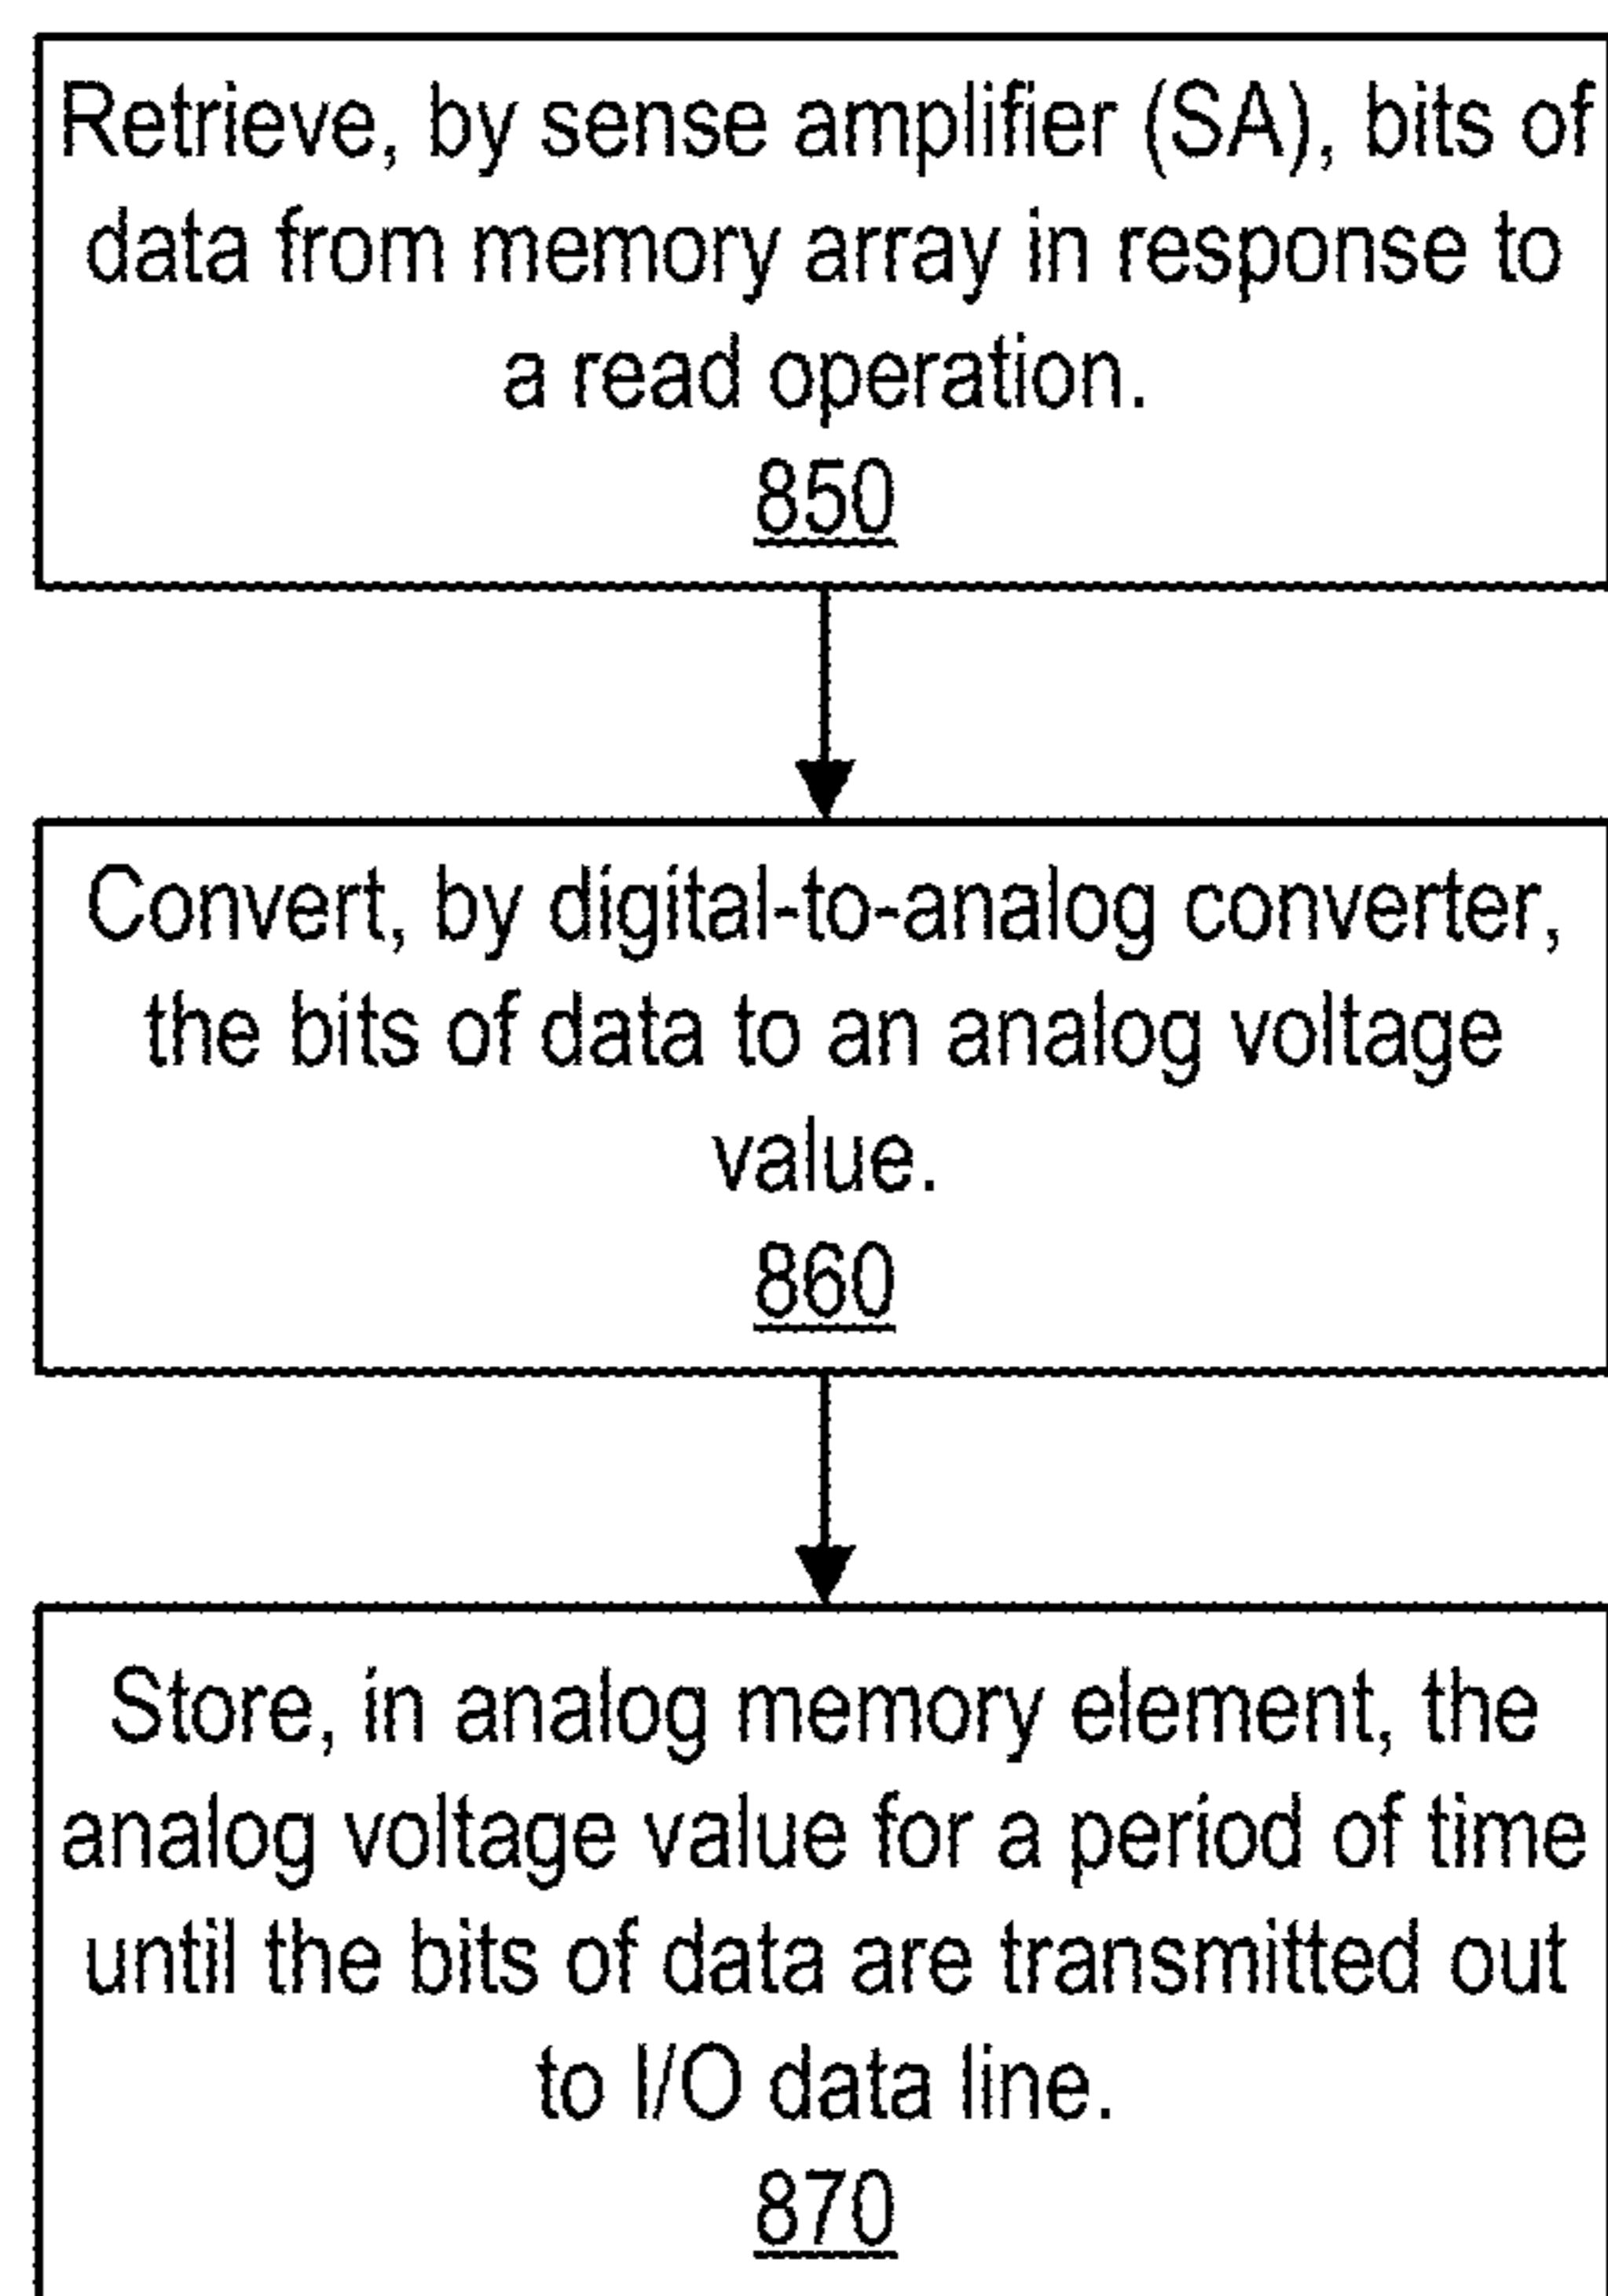 Retrieve, by sense amplifier (SA), bits of
data from memory array in response to
a read operation.
850
Convert, by digital-to-analog converter,
the bits of data to an analog voltage
value.
860
Store, in analog memory element, the
analog voltage value for a period of time
until the bits of data are transmitted out
to I/O data line.
870